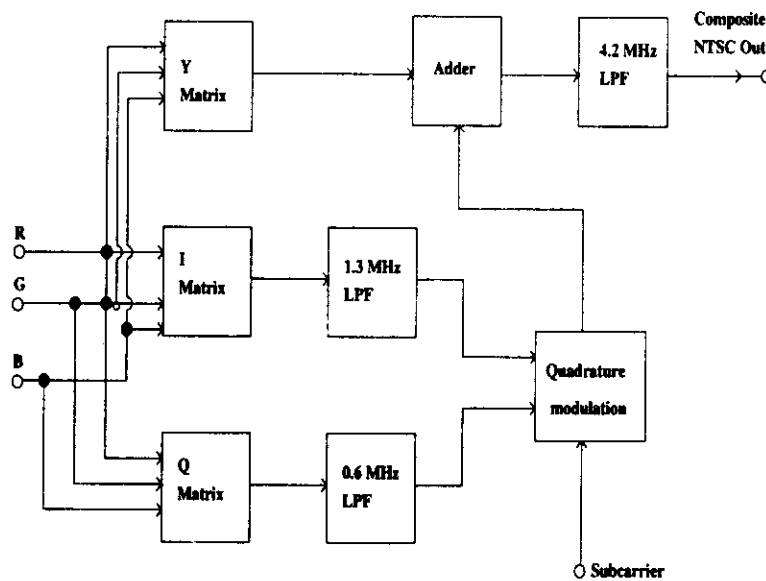 Composite
NTSC Out
Y
Matrix
Adder
4.2 MHz
LPF
R
G
B
I
Matrix
1.3 MHz
LPF
Quadrature
modulation
Q
Matrix
0.6 MHz
LPF
Subcarrier